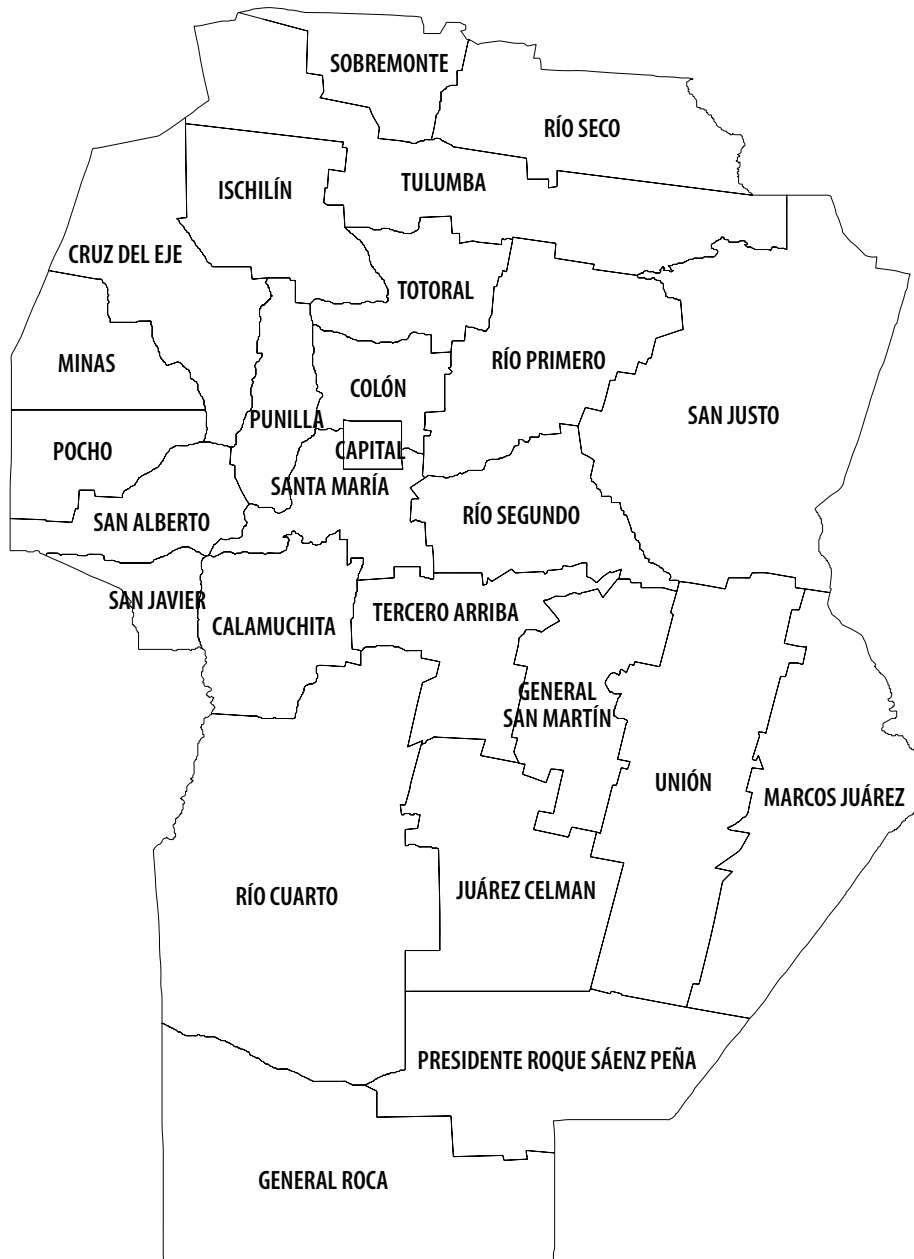 SOBREMONTE
RÍO SECO
ISCHILÍN
TULUMBA
CRUZ DEL EJE
TOTORAL
MINAS
RÍO PRIMERO
COLÓN
SAN JUSTO
PUNILLA
POCHO
CAPITAL
SANTA MARÍA
SAN ALBERTO
RÍO SEGUNDO
SAN JAVIER
CALAMUCHITA
TERCERO ARRIBA
GENERAL
SAN MARTÍN
UNIÓN
MARCOS JUÁREZ
RÍO CUARTO
JUÁREZ CELMAN
PRESIDENTE ROQUE SÁENZ PEÑA
GENERAL ROCA